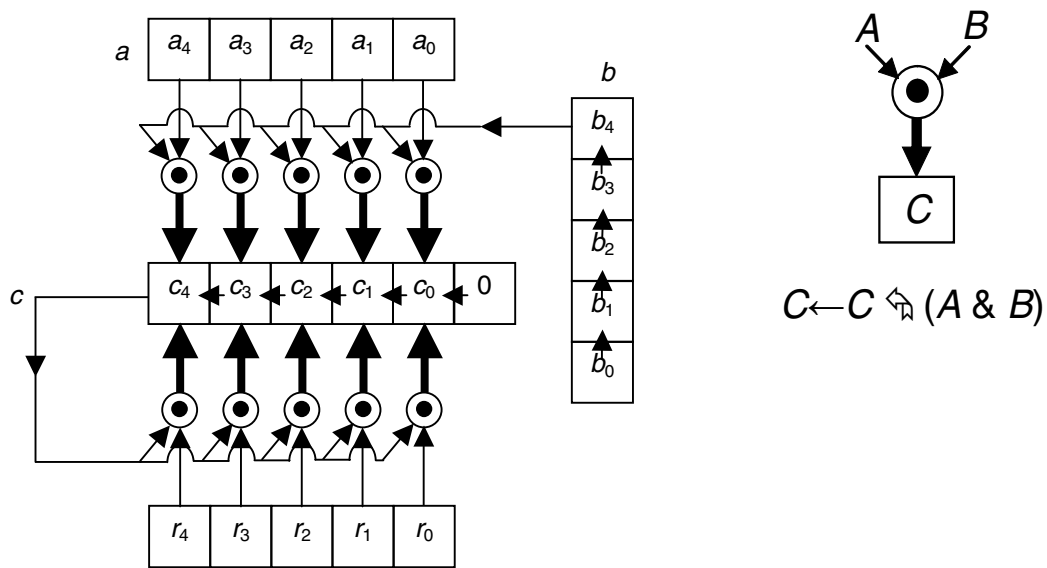 a a₄ a₃ a₂ a₁ a₀
b
b₄
b₃
b₂
b₁
b₀
c c₄ c₃ c₂ c₁ c₀ 0
r₄ r₃ r₂ r₁ r₀
A B
C
C←C (A & B)